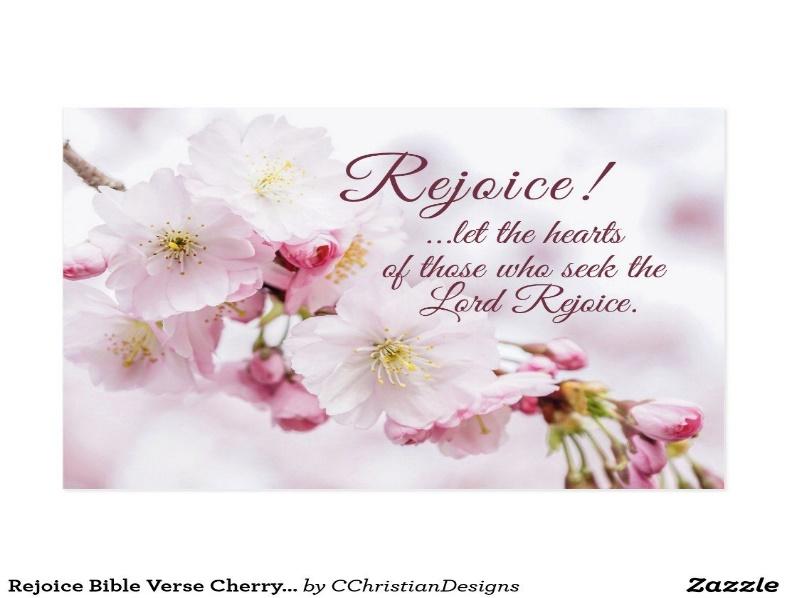 Rejoice!
...let the hearts
of those who seek the
Lord Rejoice.
Rejoice Bible Verse Cherry... by CChristianDesigns
Zazzle